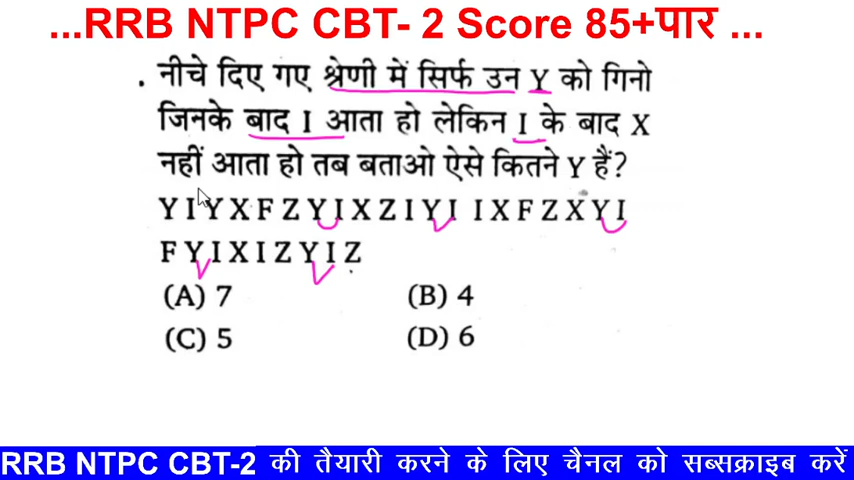 ...RRB NTPC CBT- 2 Score 85+पार ...
. नीचे दिए गए श्रेणी में सिर्फ उन Y को गिनो
जिनके बाद I आता हो लेकिन I के बाद X
नहीं आता हो तब बताओ ऐसे कितने Y हैं?
Y I Y X F Z Y I X Z I Y I I X F Z X Y I
F Y I X I Z Y I Z
(A) 7 (B) 4
(C) 5 (D) 6
RRB NTPC CBT-2 की तैयारी करने के लिए चैनल को सब्सक्राइब करें